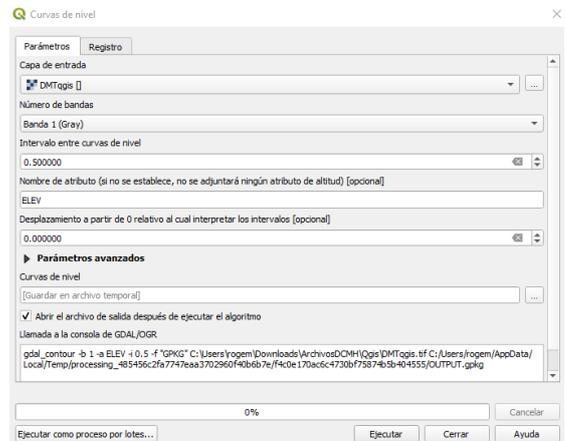 Curvas de nivel
Parámetros
Registro
Capa de entrada
DMTqgis []
...
Número de bandas
Banda 1 (Gray)
Intervalo entre curvas de nivel
0.500000
Nombre de atributo (si no se establece, no se adjuntará ningún atributo de altitud) [opcional]
ELEV
Desplazamiento a partir de 0 relativo al cual interpretar los intervalos [opcional]
0.000000
Parámetros avanzados
Curvas de nivel
[Guardar en archivo temporal]
...
Abrir el archivo de salida después de ejecutar el algoritmo
Llamada a la consola de GDAL/OGR
gdal_contour -b 1 -a ELEV -i 0.5 -f "GPKG" C:\Users\rogem\Downloads\ArchivosDCMH\Qgis\DMTqgis.tif C:/Users/rogem/AppData/
Local/Temp/processing_485456c2fa7747eaa3702960f40b6b7e/f4c0e170ac6c4730bf75874b5b404555/OUTPUT.gpkg
0%
Cancelar
Ejecutar como proceso por lotes...
Ejecutar
Cerrar
Ayuda